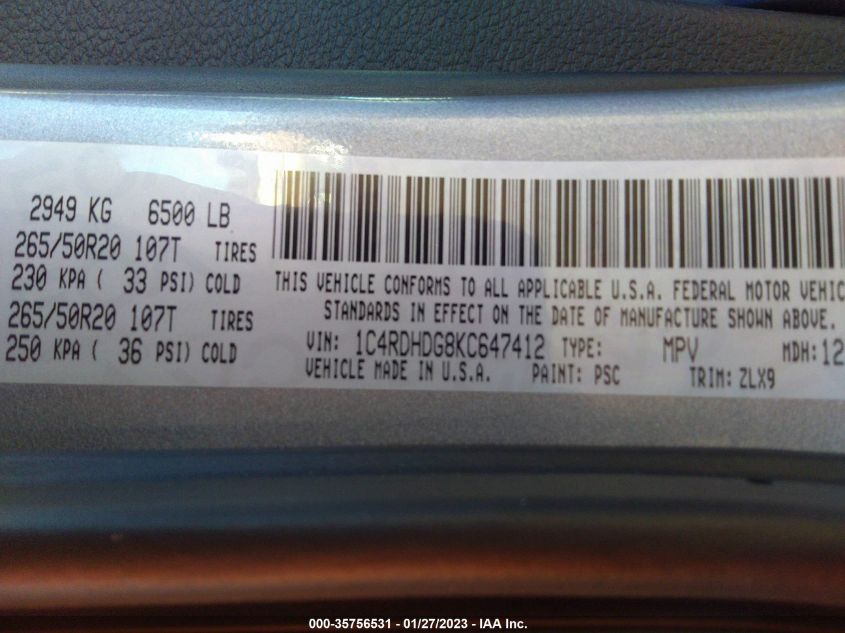 2949 KG 6500 LB
265/50R20 107T TIRES
230 KPA ( 33 PSI) COLD
265/50R20 107T TIRES
250 KPA ( 36 PSI) COLD
THIS VEHICLE CONFORMS TO ALL APPLICABLE U.S.A. FEDERAL MOTOR VEHIC
STANDARDS IN EFFECT ON THE DATE OF MANUFACTURE SHOWN ABOVE.
VIN: 1C4RDHDG8KC647412 TYPE: MPV MDH: 12
VEHICLE MADE IN U.S.A. PAINT: PSC TRIM: ZLX9
000-35756531 - 01/27/2023 - IAA Inc.